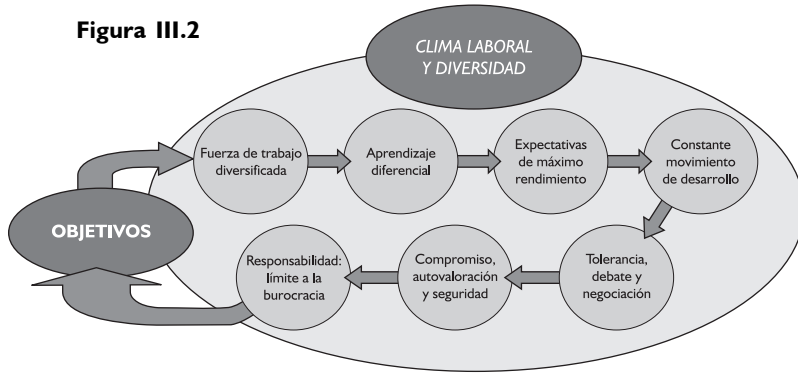 Figura III.2
CLIMA LABORAL
Y DIVERSIDAD
Fuerza de trabajo
diversificada
Aprendizaje
diferencial
Expectativas
de máximo
rendimiento
Constante
movimiento
de desarrollo
OBJETIVOS
Responsabilidad:
límite a la
burocracia
Compromiso,
autovaloración
y seguridad
Tolerancia,
debate y
negociación